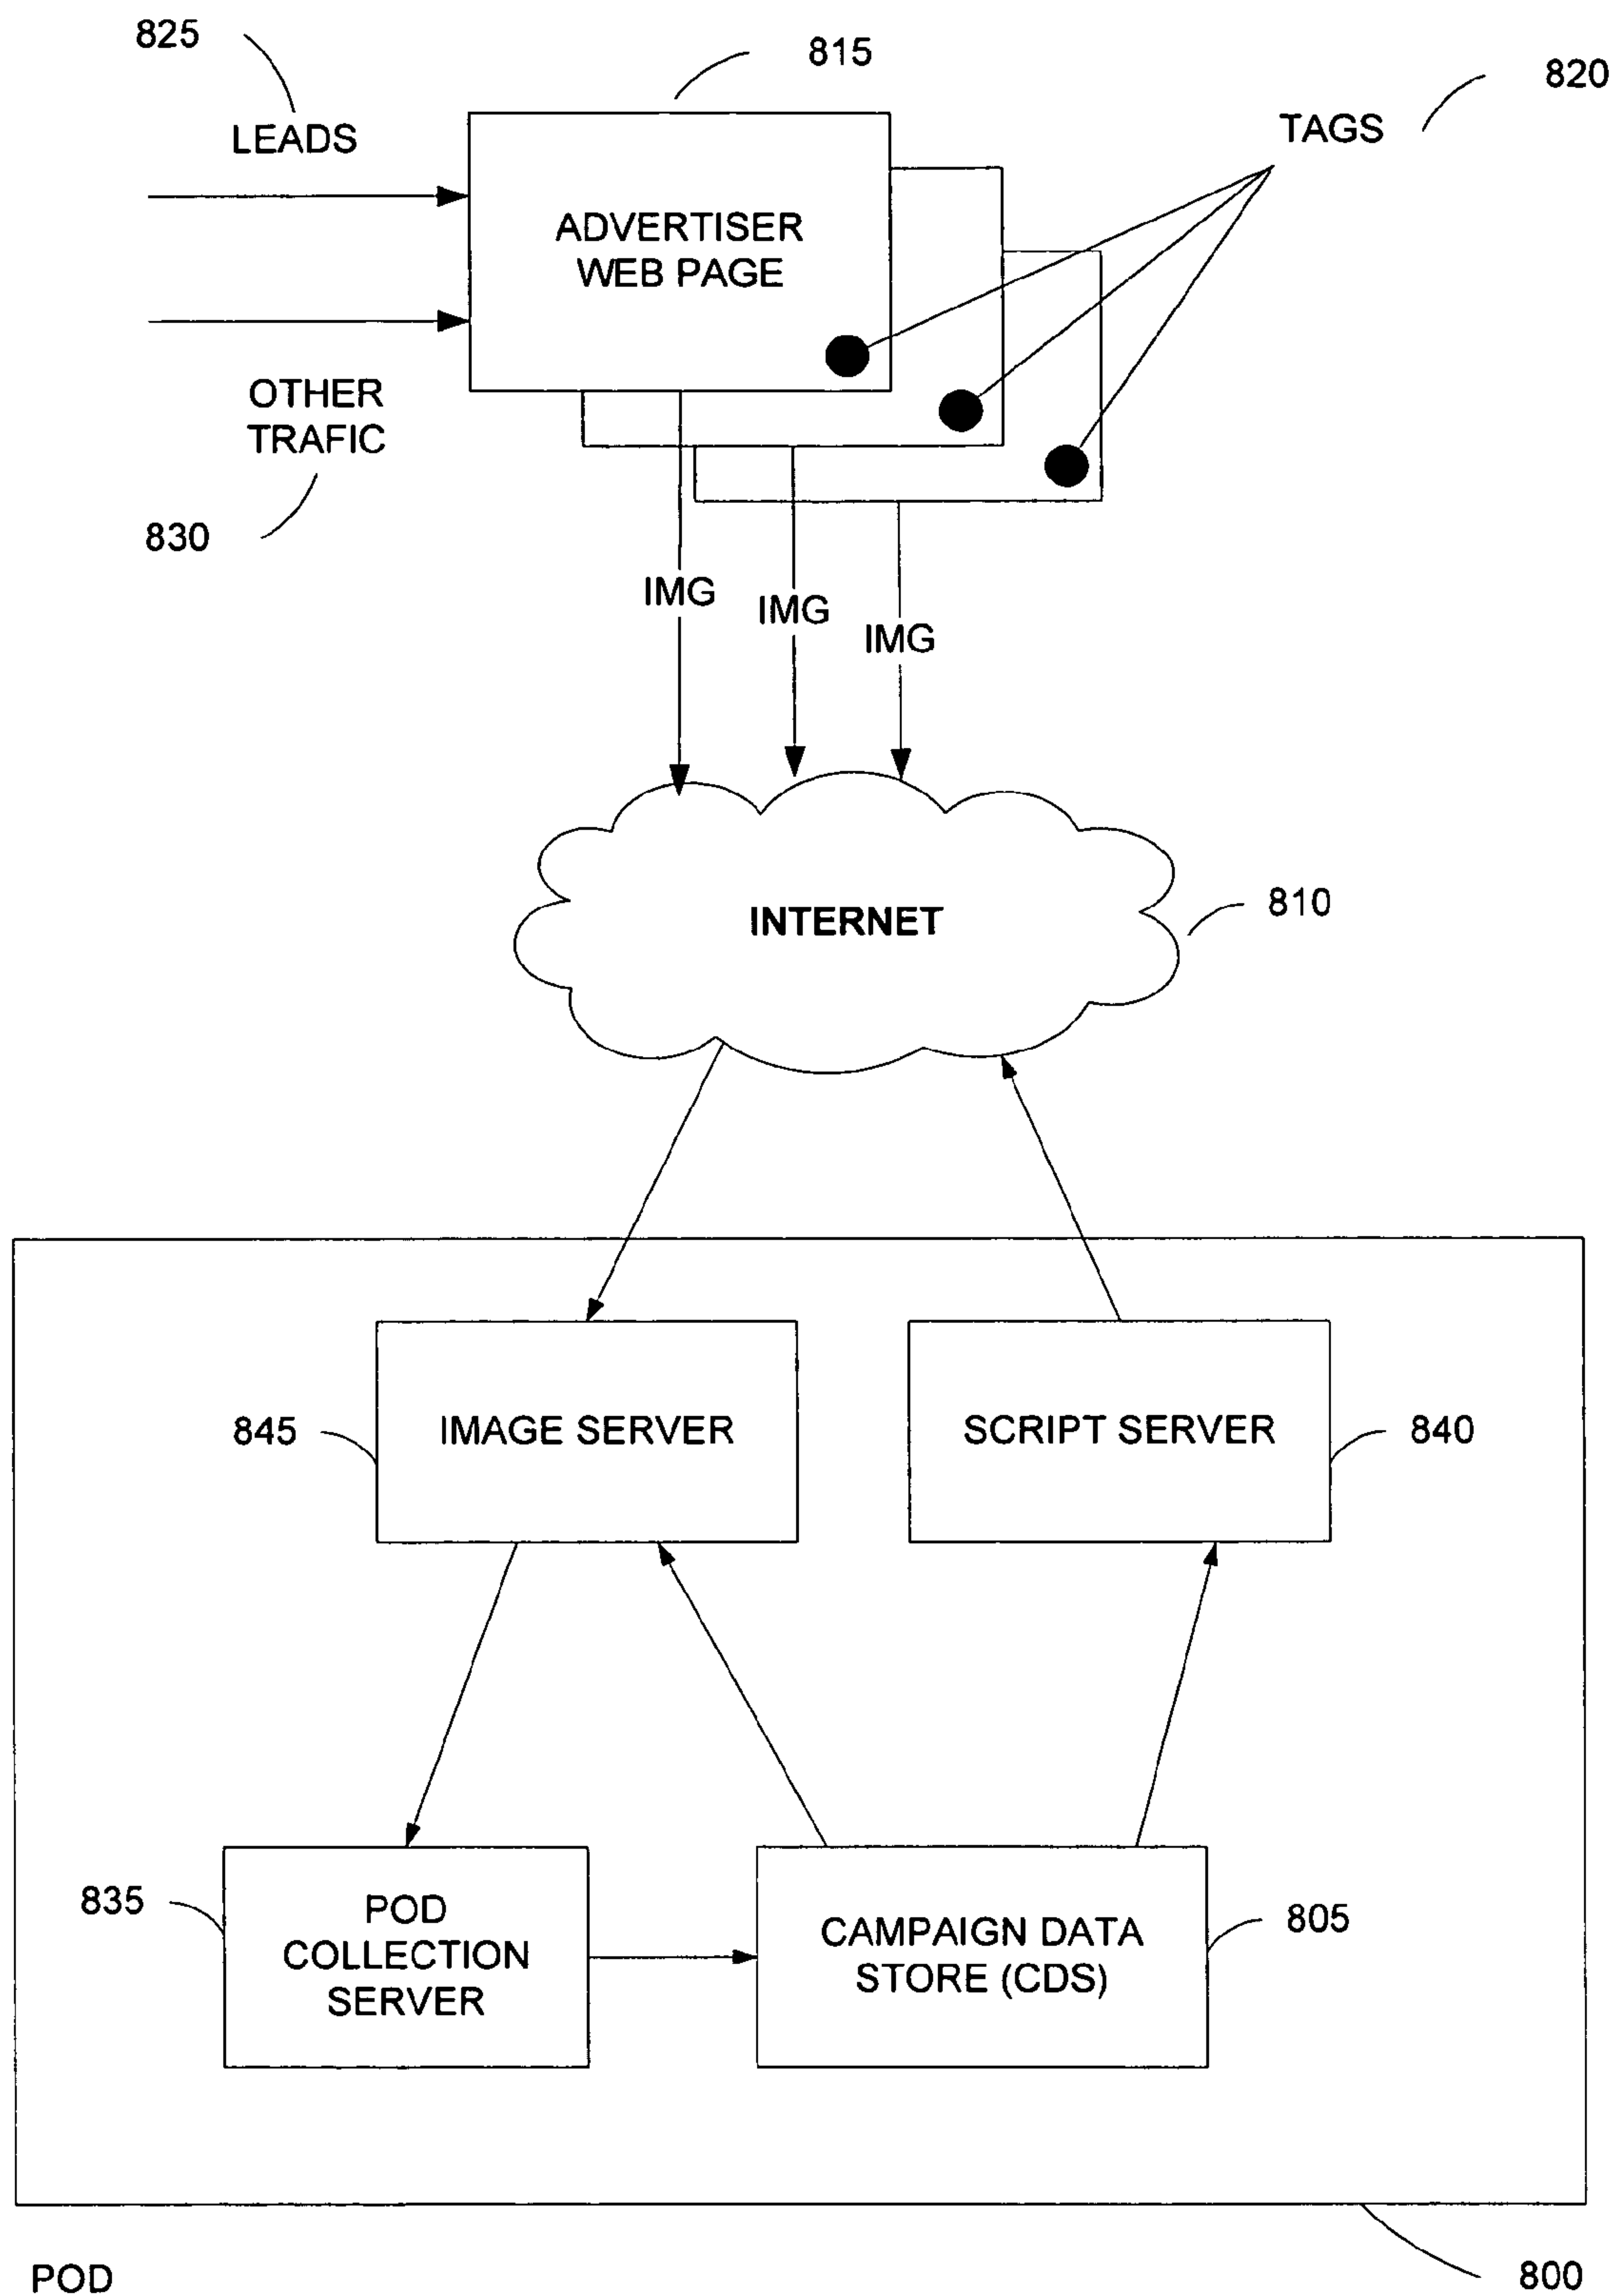 825
815
820
LEADS
TAGS
ADVERTISER
WEB PAGE
OTHER
TRAFIC
830
IMG
IMG
IMG
INTERNET
810
845
IMAGE SERVER
SCRIPT SERVER
840
835
POD
COLLECTION
SERVER
CAMPAIGN DATA
STORE (CDS)
805
POD
800